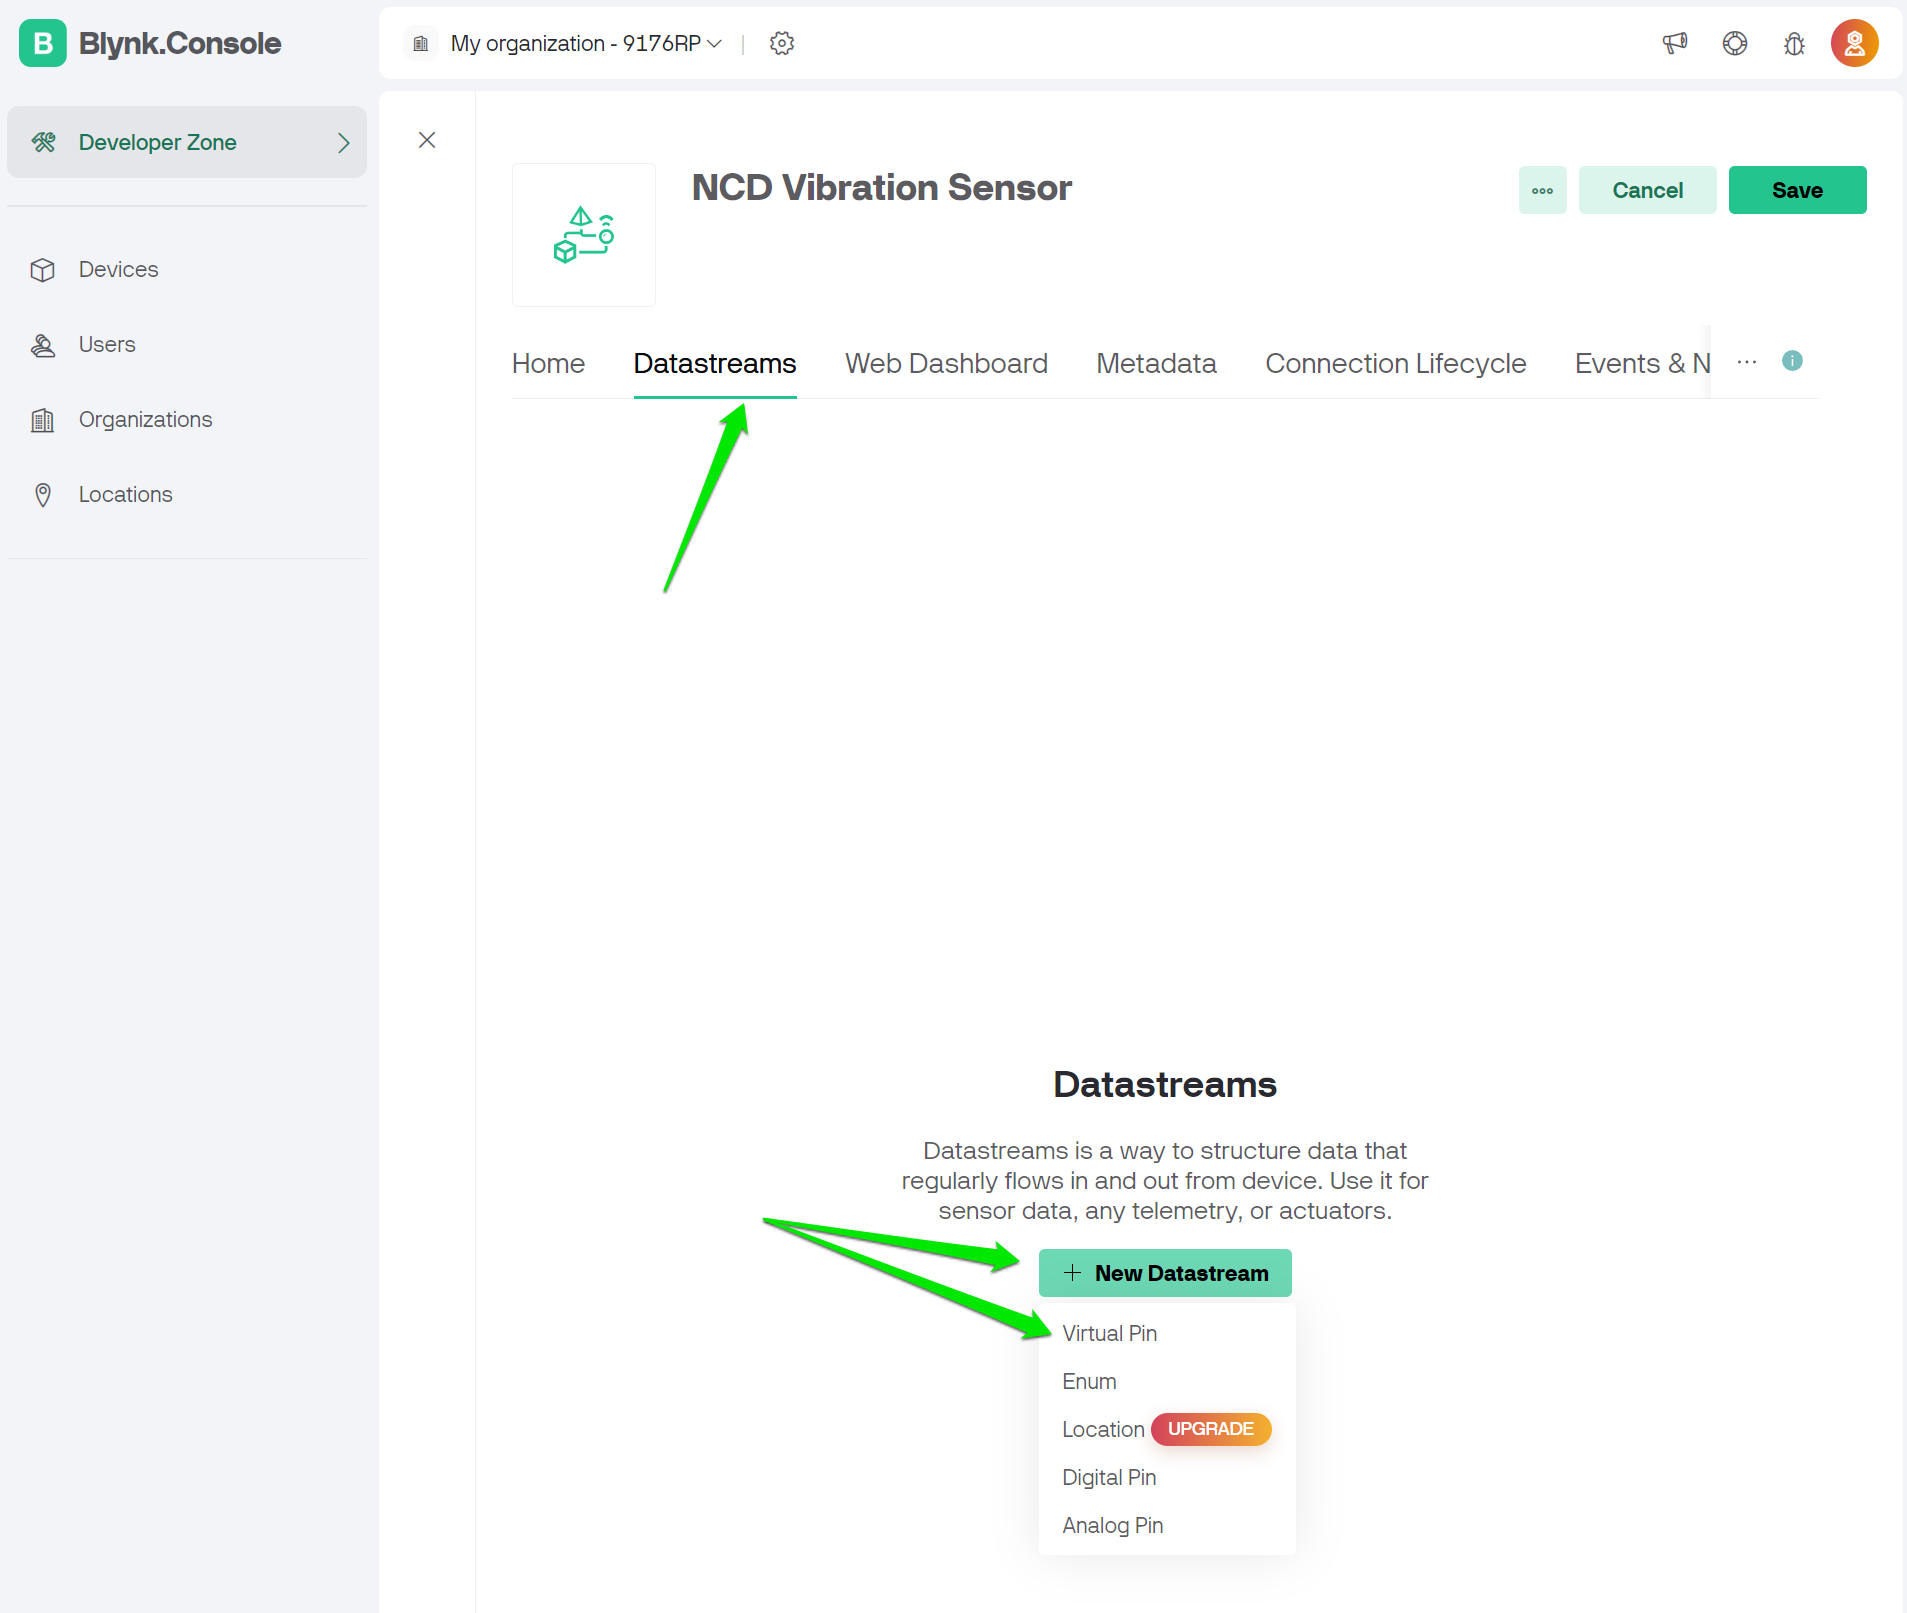 B Blynk.Console
My organization - 9176RP
Developer Zone
Devices
Users
Organizations
Locations
NCD Vibration Sensor
Cancel
Save
Home
Datastreams
Web Dashboard
Metadata
Connection Lifecycle
Events & N
Datastreams
Datastreams is a way to structure data that
regularly flows in and out from device. Use it for
sensor data, any telemetry, or actuators.
New Datastream
Virtual Pin
Enum
Location UPGRADE
Digital Pin
Analog Pin